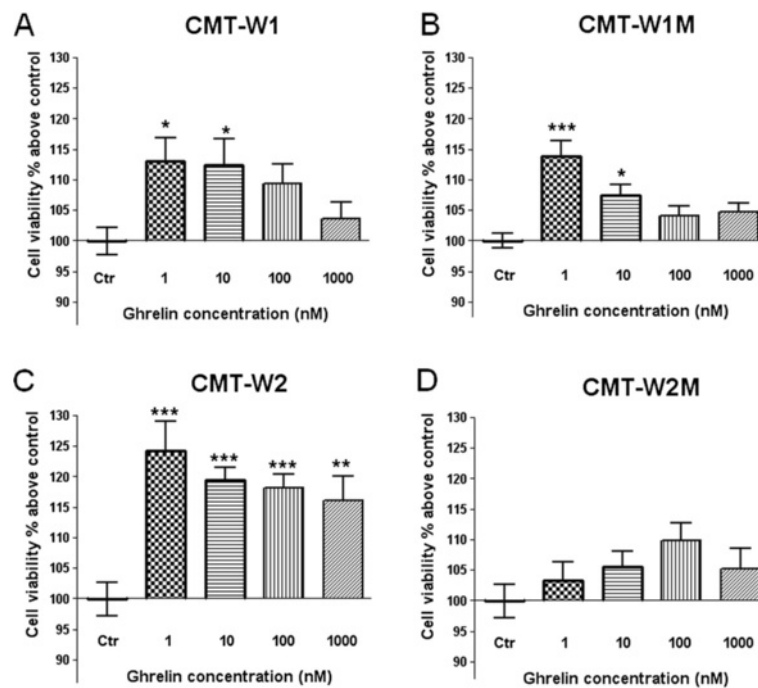 A
CMT-W1
Cell viability % above control
130
125
120
115
110
105
100
95
90
*
*
Ctr 1 10 100 1000
Ghrelin concentration (nM)
B
CMT-W1M
Cell viability % above control
130
125
120
115
110
105
100
95
90
***
*
Ctr 1 10 100 1000
Ghrelin concentration (nM)
C
CMT-W2
Cell viability % above control
130
125
120
115
110
105
100
95
90
***
***
***
**
Ctr 1 10 100 1000
Ghrelin concentration (nM)
D
CMT-W2M
Cell viability % above control
130
125
120
115
110
105
100
95
90
Ctr 1 10 100 1000
Ghrelin concentration (nM)